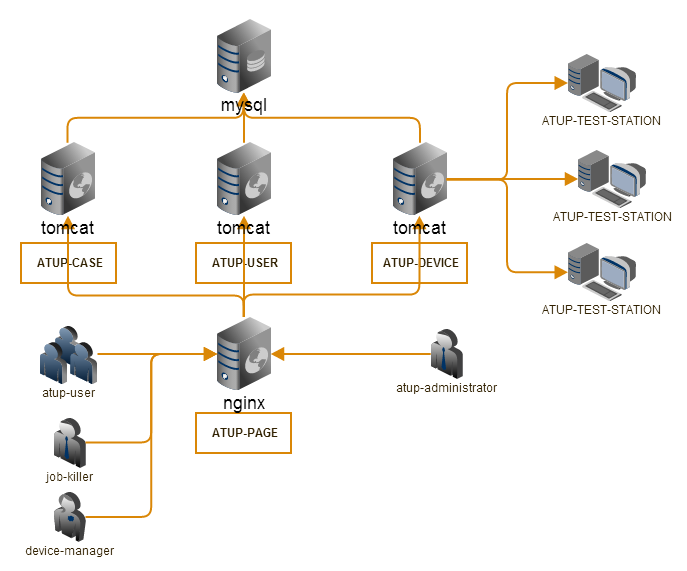 mysql
ATUP-TEST-STATION
ATUP-TEST-STATION
tomcat
tomcat
tomcat
ATUP-CASE
ATUP-USER
ATUP-DEVICE
ATUP-TEST-STATION
atup-user
nginx
atup-administrator
ATUP-PAGE
job-killer
device-manager